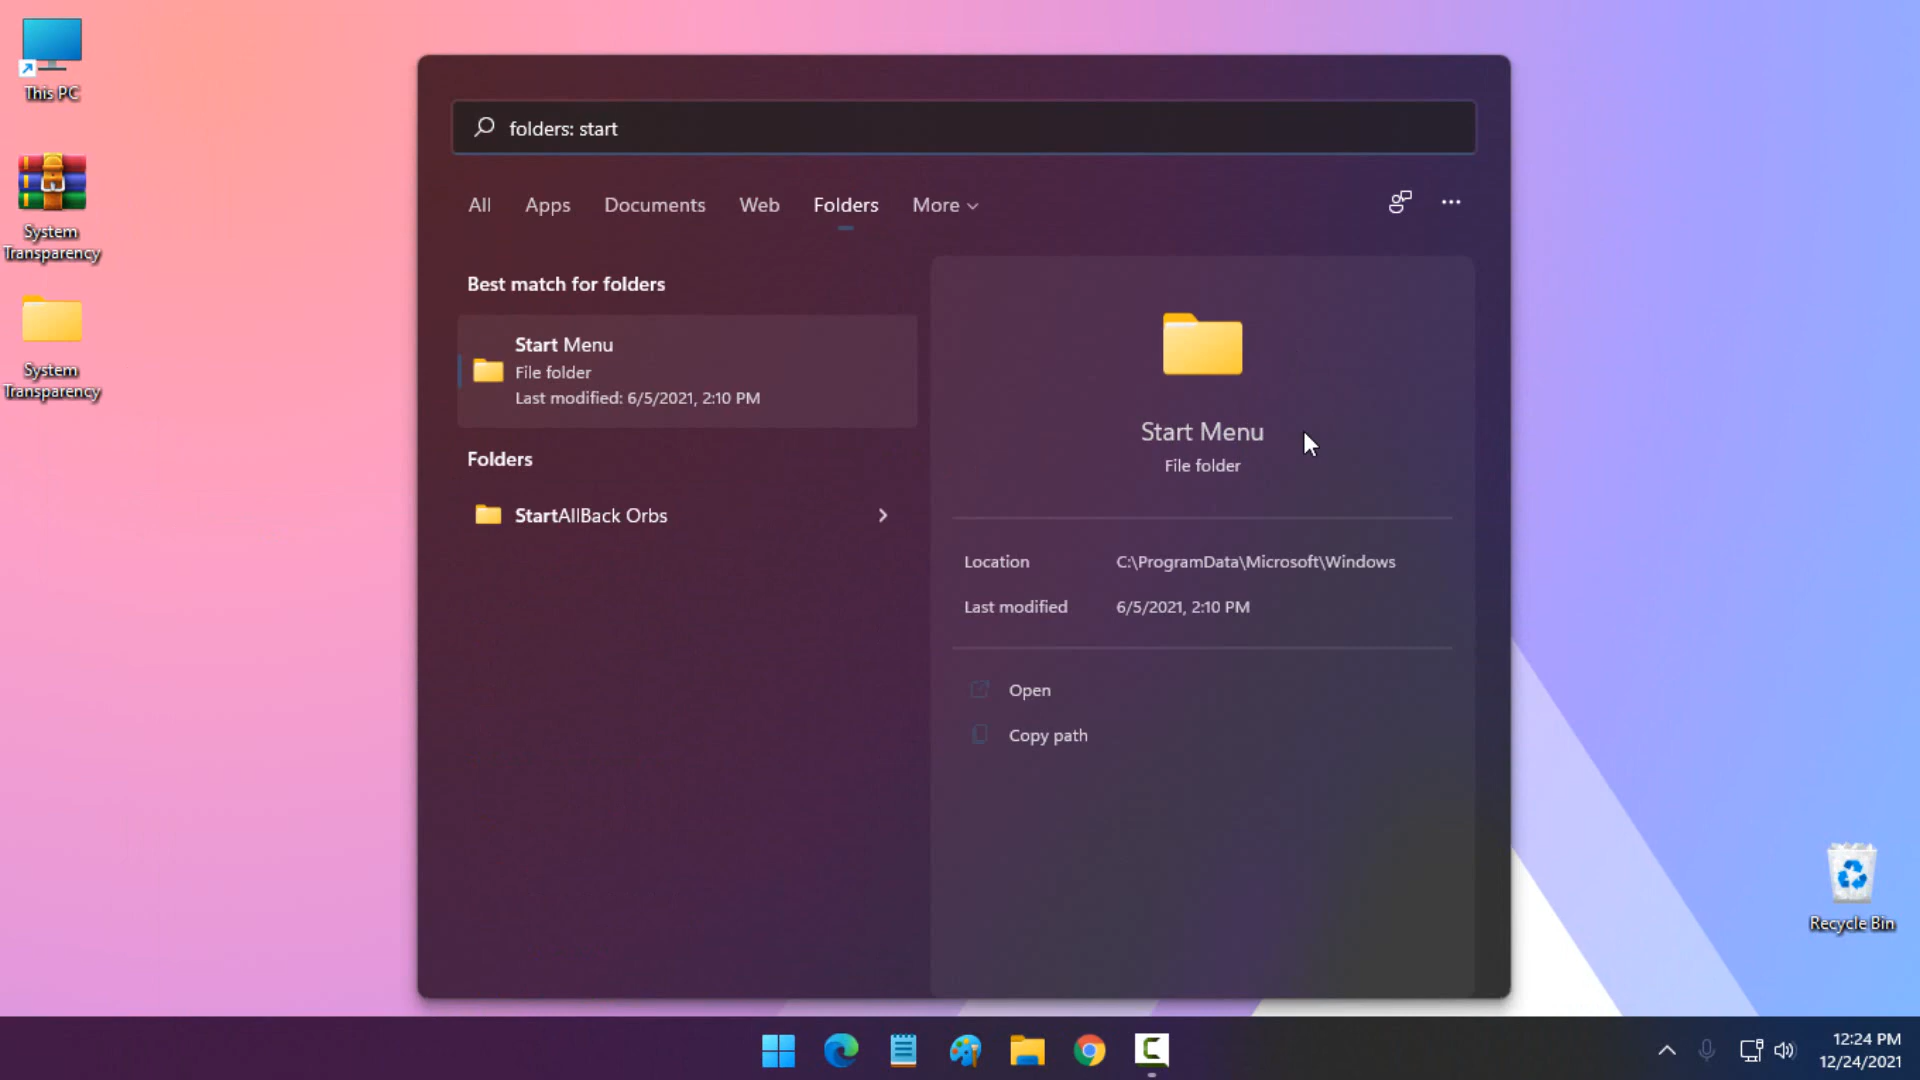 This PC
System
Transparency
System
Transparency
folders: start
All
Apps
Documents
Web
Folders
More
Best match for folders
Start Menu
File folder
Last modified: 6/5/2021, 2:10 PM
Folders
StartAllBack Orbs
Start Menu
File folder
Location
C:\ProgramData\Microsoft\Windows
Last modified
6/5/2021, 2:10 PM
Open
Copy path
Recycle Bin
12:24 PM
12/24/2021